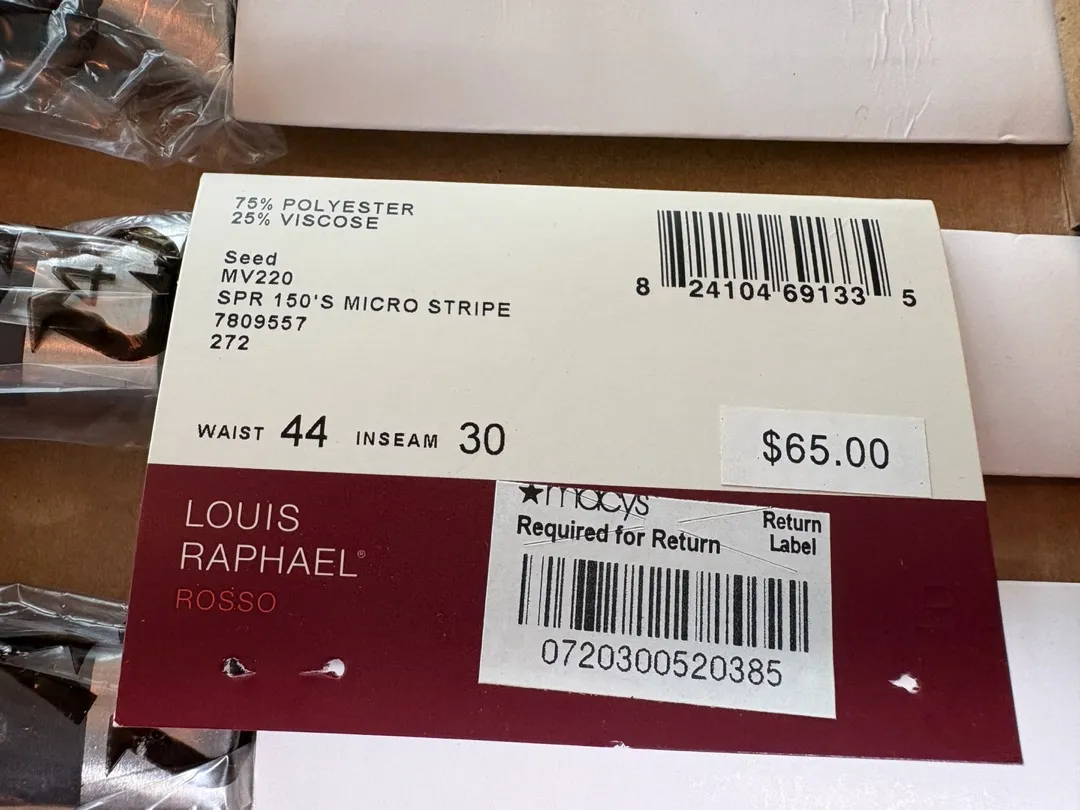 75% POLYESTER
25% VISCOSE
Seed
MV220
SPR 150'S MICRO STRIPE
7809557
272
8 24104 69133 5
WAIST 44 INSEAM 30
$65.00
LOUIS
RAPHAEL®
ROSSO
★macys
Required for Return
Return
Label
0720300520385